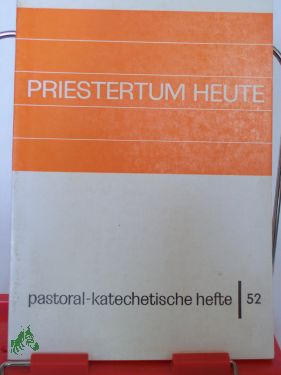 PRIESTERTUM HEUTE
pastoral-katechetische hefte | 52